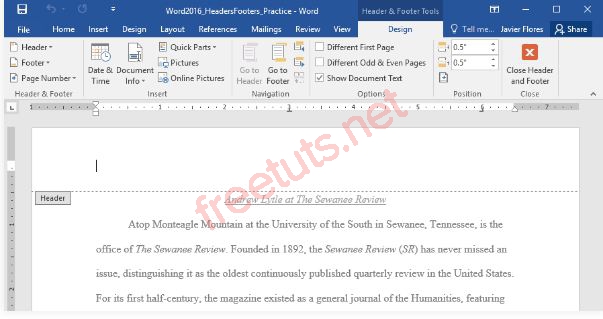 Word2016_HeadersFooters_Practice - Word
Header & Footer Tools
File Home Insert Design Layout References Mailings Review View Design Tell me... Javier Flores Share
Header
Footer
Page Number
Header & Footer
Date & Time
Document Info
Quick Parts
Pictures
Online Pictures
Insert
Go to Header
Go to Footer
Navigation
Different First Page
Different Odd & Even Pages
Show Document Text
Options
0.5"
0.5"
Position
Close Header and Footer
Close
Andrew Lytle at The Sewanee Review
Header
Atop Monteagle Mountain at the University of the South in Sewanee, Tennessee, is the
office of The Sewanee Review. Founded in 1892, the Sewanee Review (SR) has never missed an
issue, distinguishing it as the oldest continuously published quarterly review in the United States.
For its first half-century, the magazine existed as a general journal of the Humanities, featuring
freetuts.net